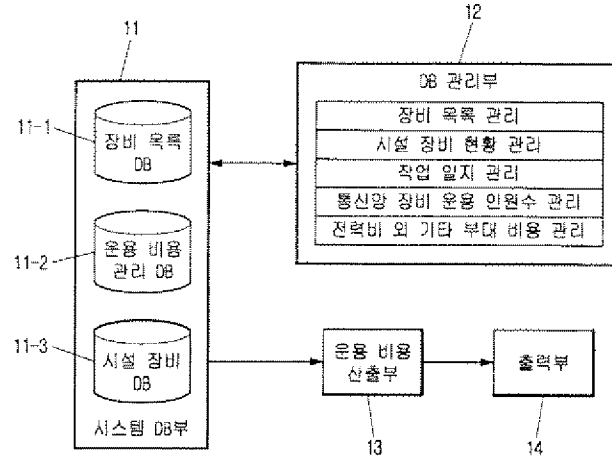 11
12
DB 관리부
장비 목록 관리
시설 장비 현황 관리
작업 일지 관리
통신망 장비 운용 인원수 관리
전력비 외 기타 부대 비용 관리
11-1
장비 목록
DB
11-2
운용 비용
관리 DB
11-3
시설 장비
DB
시스템 DB부
운용 비용
산출부
출력부
13
14